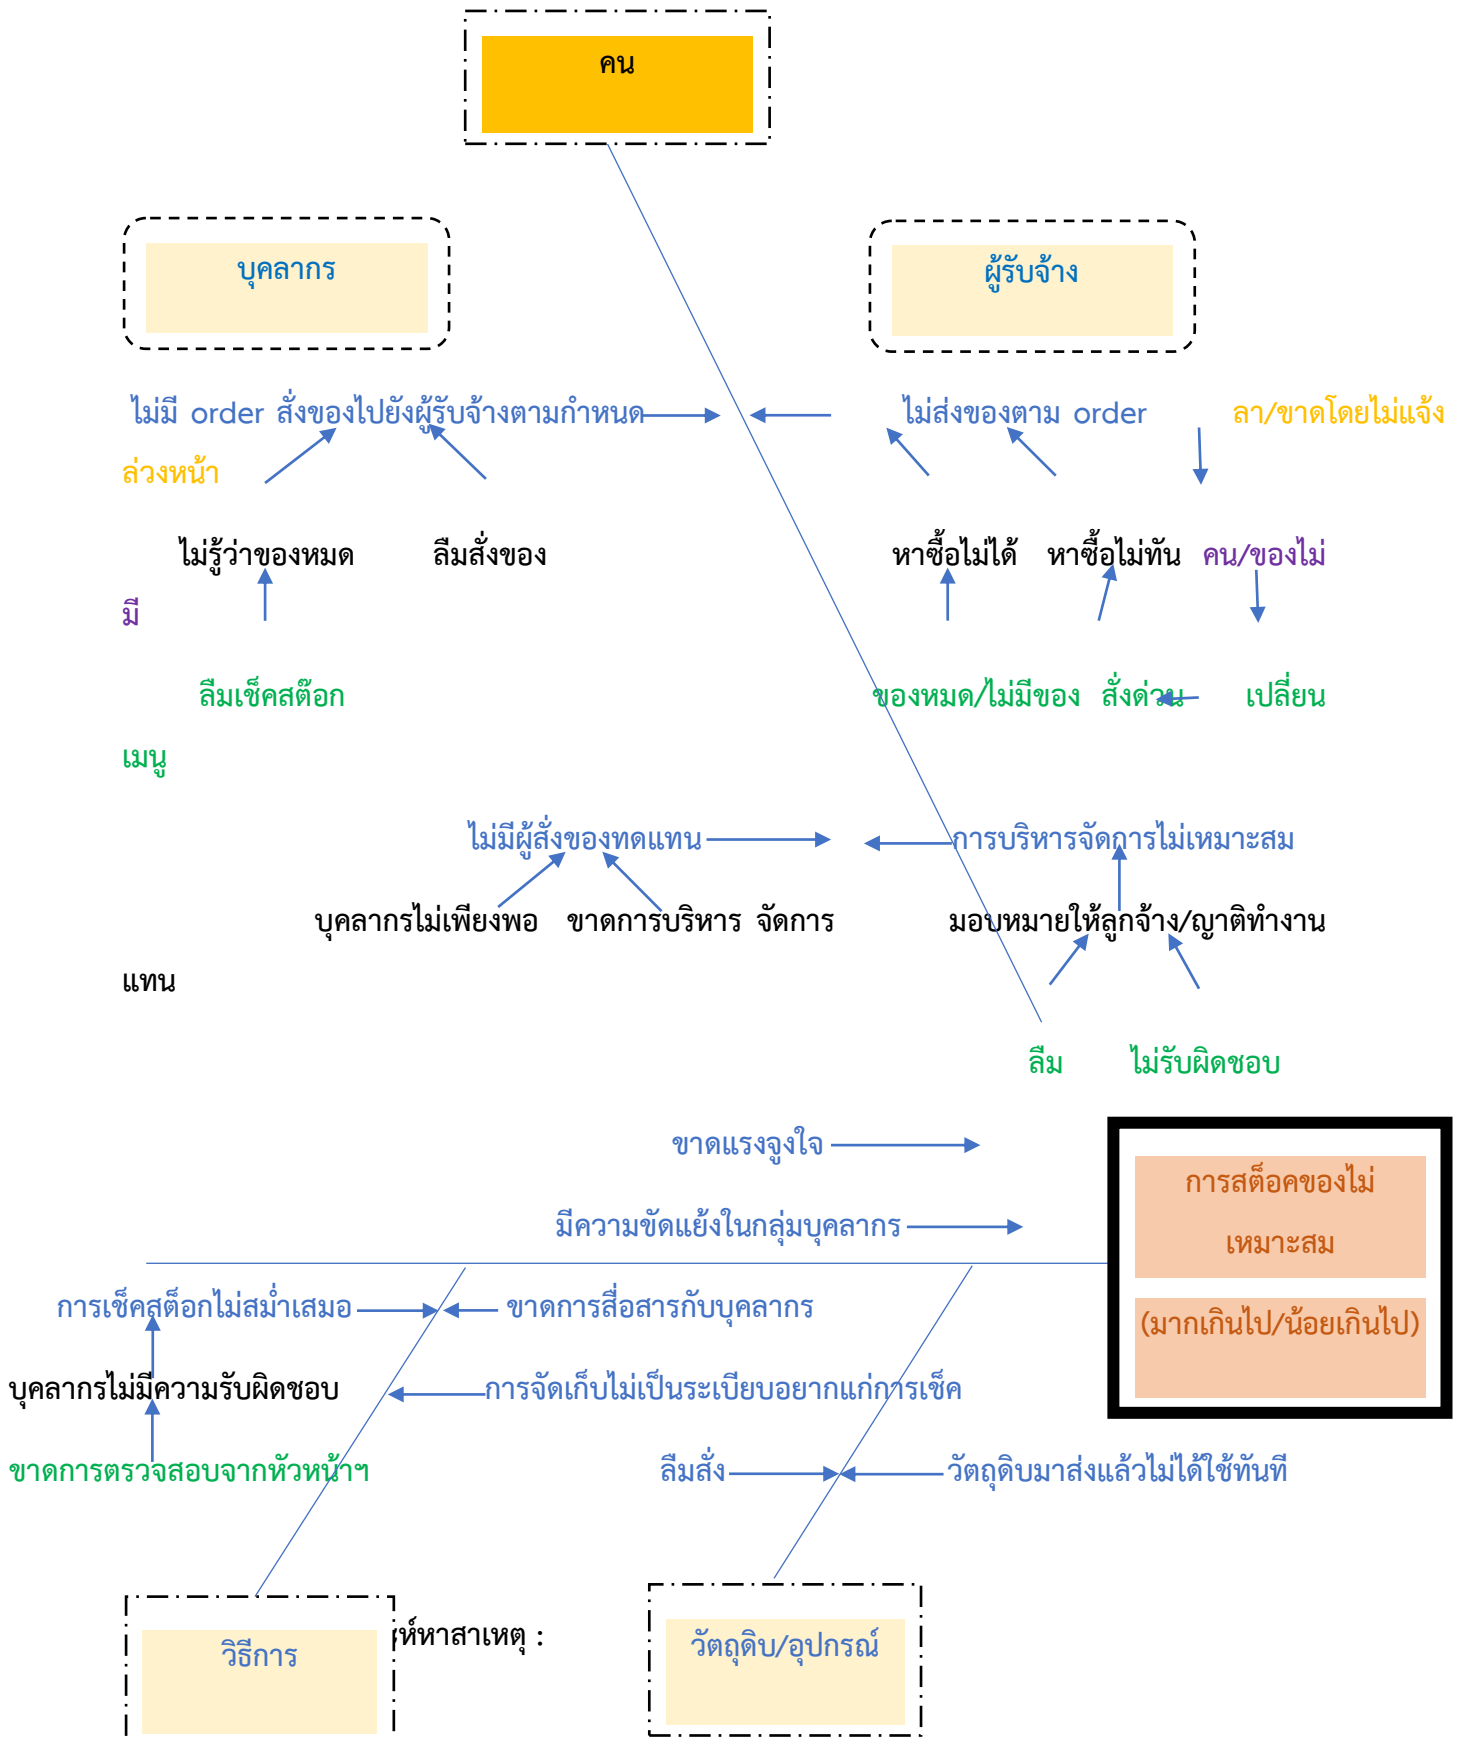 คน
บุคลากร
ผู้รับจ้าง
ไม่มี order สั่งของไปยังผู้รับจ้างตามกำหนด ไม่ส่งของตาม order ลา/ขาดโดยไม่แจ้ง
ล่วงหน้า
ไม่รู้ว่าของหมด ลืมสั่งของ หาซื้อไม่ได้ หาซื้อไม่ทัน คน/ของไม่
มี
ลืมเช็คสต๊อก ของหมด/ไม่มีของ สั่งด่วน เปลี่ยน
เมนู
ไม่มีผู้สั่งของทดแทน การบริหารจัดการไม่เหมาะสม
บุคลากรไม่เพียงพอ ขาดการบริหาร จัดการ มอบหมายให้ลูกจ้าง/ญาติทำงาน
แทน
ลืม ไม่รับผิดชอบ
ขาดแรงจูงใจ
การสต็อคของไม่
เหมาะสม
(มากเกินไป/น้อยเกินไป)
มีความขัดแย้งในกลุ่มบุคลากร
การเช็คสต็อกไม่สม่ำเสมอ ขาดการสื่อสารกับบุคลากร
บุคลากรไม่มีความรับผิดชอบ การจัดเก็บไม่เป็นระเบียบอยากแก่การเช็ค
ขาดการตรวจสอบจากหัวหน้าฯ ลืมสั่ง วัตถุดิบมาส่งแล้วไม่ได้ใช้ทันที
วิธีการ
ห์หาสาเหตุ :
วัตถุดิบ/อุปกรณ์